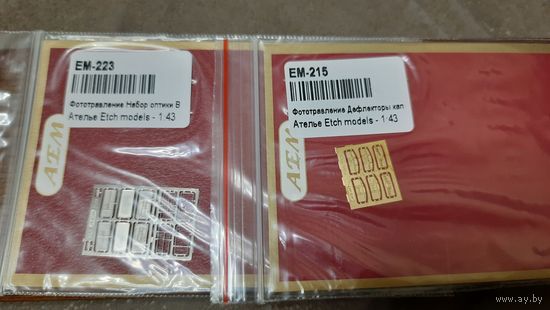 EM-223
Фототравление Набор оптики В
Ателье Etch models - 1:43
AEM
EM-215
Фототравление Дефлекторы кап
Ателье Etch models - 1:43
AEM
www.ay.by